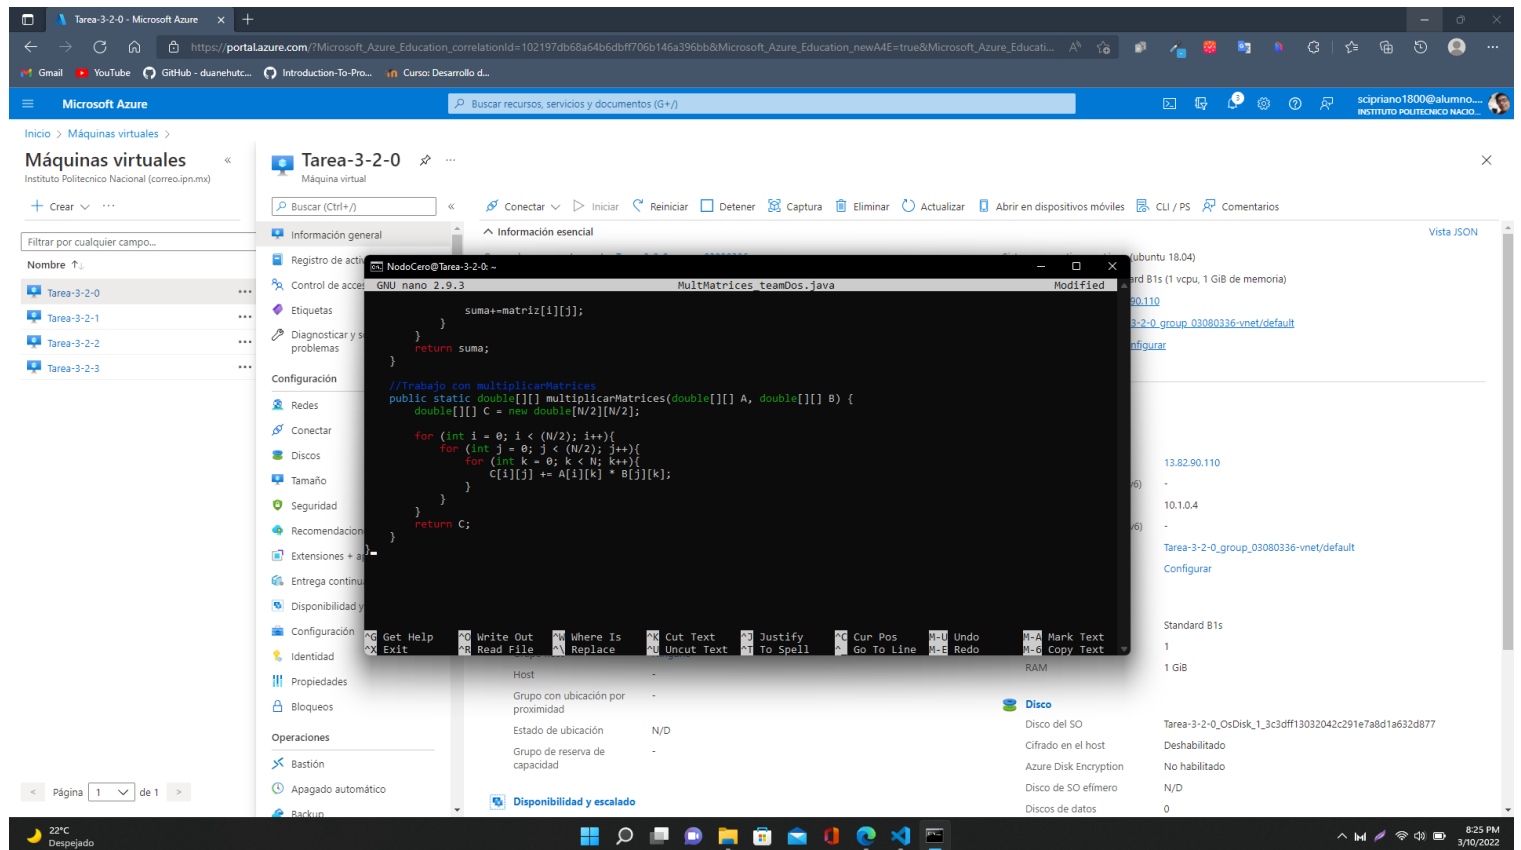 Tarea-3-2-0 - Microsoft Azure
https://portal.azure.com/?Microsoft_Azure_Education_correlationId=102197db68a64b6dbff706b146a396bb&Microsoft_Azure_Education_newA4E=true&Microsoft_Azure_Educati...
Gmail YouTube GitHub - duanehutc... Introduction-To-Pro... Curso: Desarrollo d...
Microsoft Azure
Buscar recursos, servicios y documentos (G+/)
3
scipriano1800@alumno....
INSTITUTO POLITECNICO NACIO...
Inicio > Máquinas virtuales >
Máquinas virtuales
Instituto Politecnico Nacional (correo.ipn.mx)
Crear
Filtrar por cualquier campo...
Nombre ↑↓
Tarea-3-2-0
Tarea-3-2-1
Tarea-3-2-2
Tarea-3-2-3
< Página 1 de 1 >
Tarea-3-2-0
Máquina virtual
Buscar (Ctrl+/)
Conectar Iniciar Reiniciar Detener Captura Eliminar Actualizar Abrir en dispositivos móviles CLI / PS Comentarios
Información general
Registro de activ
Control de acce
Etiquetas
Diagnosticar y s
problemas
Configuración
Redes
Conectar
Discos
Tamaño
Seguridad
Recomendacion
Extensiones + a
Entrega continu
Disponibilidad y
Configuración
Identidad
Propiedades
Bloqueos
Operaciones
Bastión
Apagado automático
Backup
Información esencial
Vista JSON
NodoCero@Tarea-3-2-0: ~
GNU nano 2.9.3 MultMatrices_teamDos.java Modified
suma+=matriz[i][j];
}
}
return suma;
}
//Trabajo con multiplicarMatrices
public static double[][] multiplicarMatrices(double[][] A, double[][] B) {
double[][] C = new double[N/2][N/2];
for (int i = 0; i < (N/2); i++){
for (int j = 0; j < (N/2); j++){
for (int k = 0; k < N; k++){
C[i][j] += A[i][k] * B[j][k];
}
}
}
return C;
}
}
^G Get Help ^O Write Out ^W Where Is ^K Cut Text ^J Justify ^C Cur Pos M-U Undo M-A Mark Text
^X Exit ^R Read File ^\ Replace ^U Uncut Text ^T To Spell ^_ Go To Line M-E Redo M-6 Copy Text
(ubuntu 18.04)
ard B1s (1 vcpu, 1 GiB de memoria)
90.110
3-2-0_group_03080336-vnet/default
nfigurar
13.82.90.110
v6) -
10.1.0.4
v6) -
Tarea-3-2-0_group_03080336-vnet/default
Configurar
Standard B1s
1
RAM 1 GiB
Host -
Grupo con ubicación por
proximidad
-
Estado de ubicación N/D
Grupo de reserva de
capacidad
-
Disponibilidad y escalado
Disco
Disco del SO Tarea-3-2-0_OsDisk_1_3c3dff13032042c291e7a8d1a632d877
Cifrado en el host Deshabilitado
Azure Disk Encryption No habilitado
Disco de SO efímero N/D
Discos de datos 0
22°C
Despejado
8:25 PM
3/10/2022